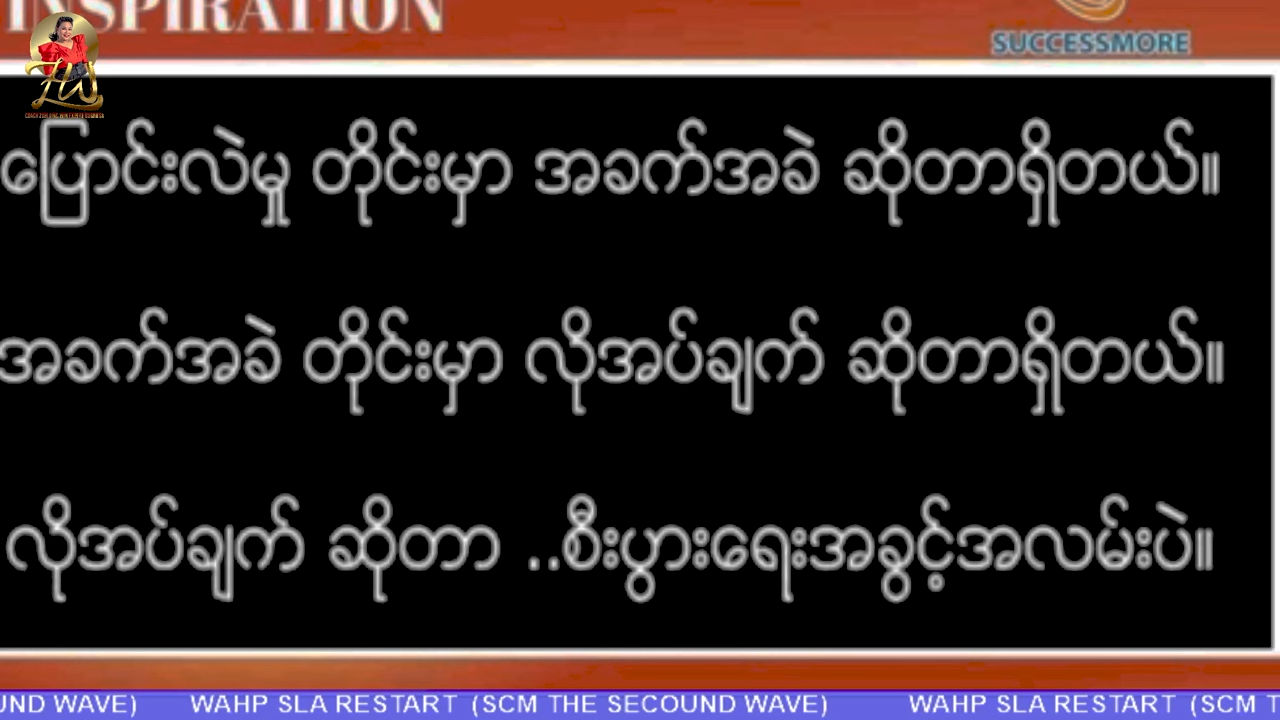 INSPIRATION
SUCCESSMORE
ပြောင်းလဲမှု တိုင်းမှာ အခက်အခဲ ဆိုတာရှိတယ်။
အခက်အခဲ တိုင်းမှာ လိုအပ်ချက် ဆိုတာရှိတယ်။
လိုအပ်ချက် ဆိုတာ ..စီးပွားရေးအခွင့်အလမ်းပဲ။
WAVE) WAHP SLA RESTART (SCM THE SECOUND WAVE) WAHP SLA RESTART (SCM